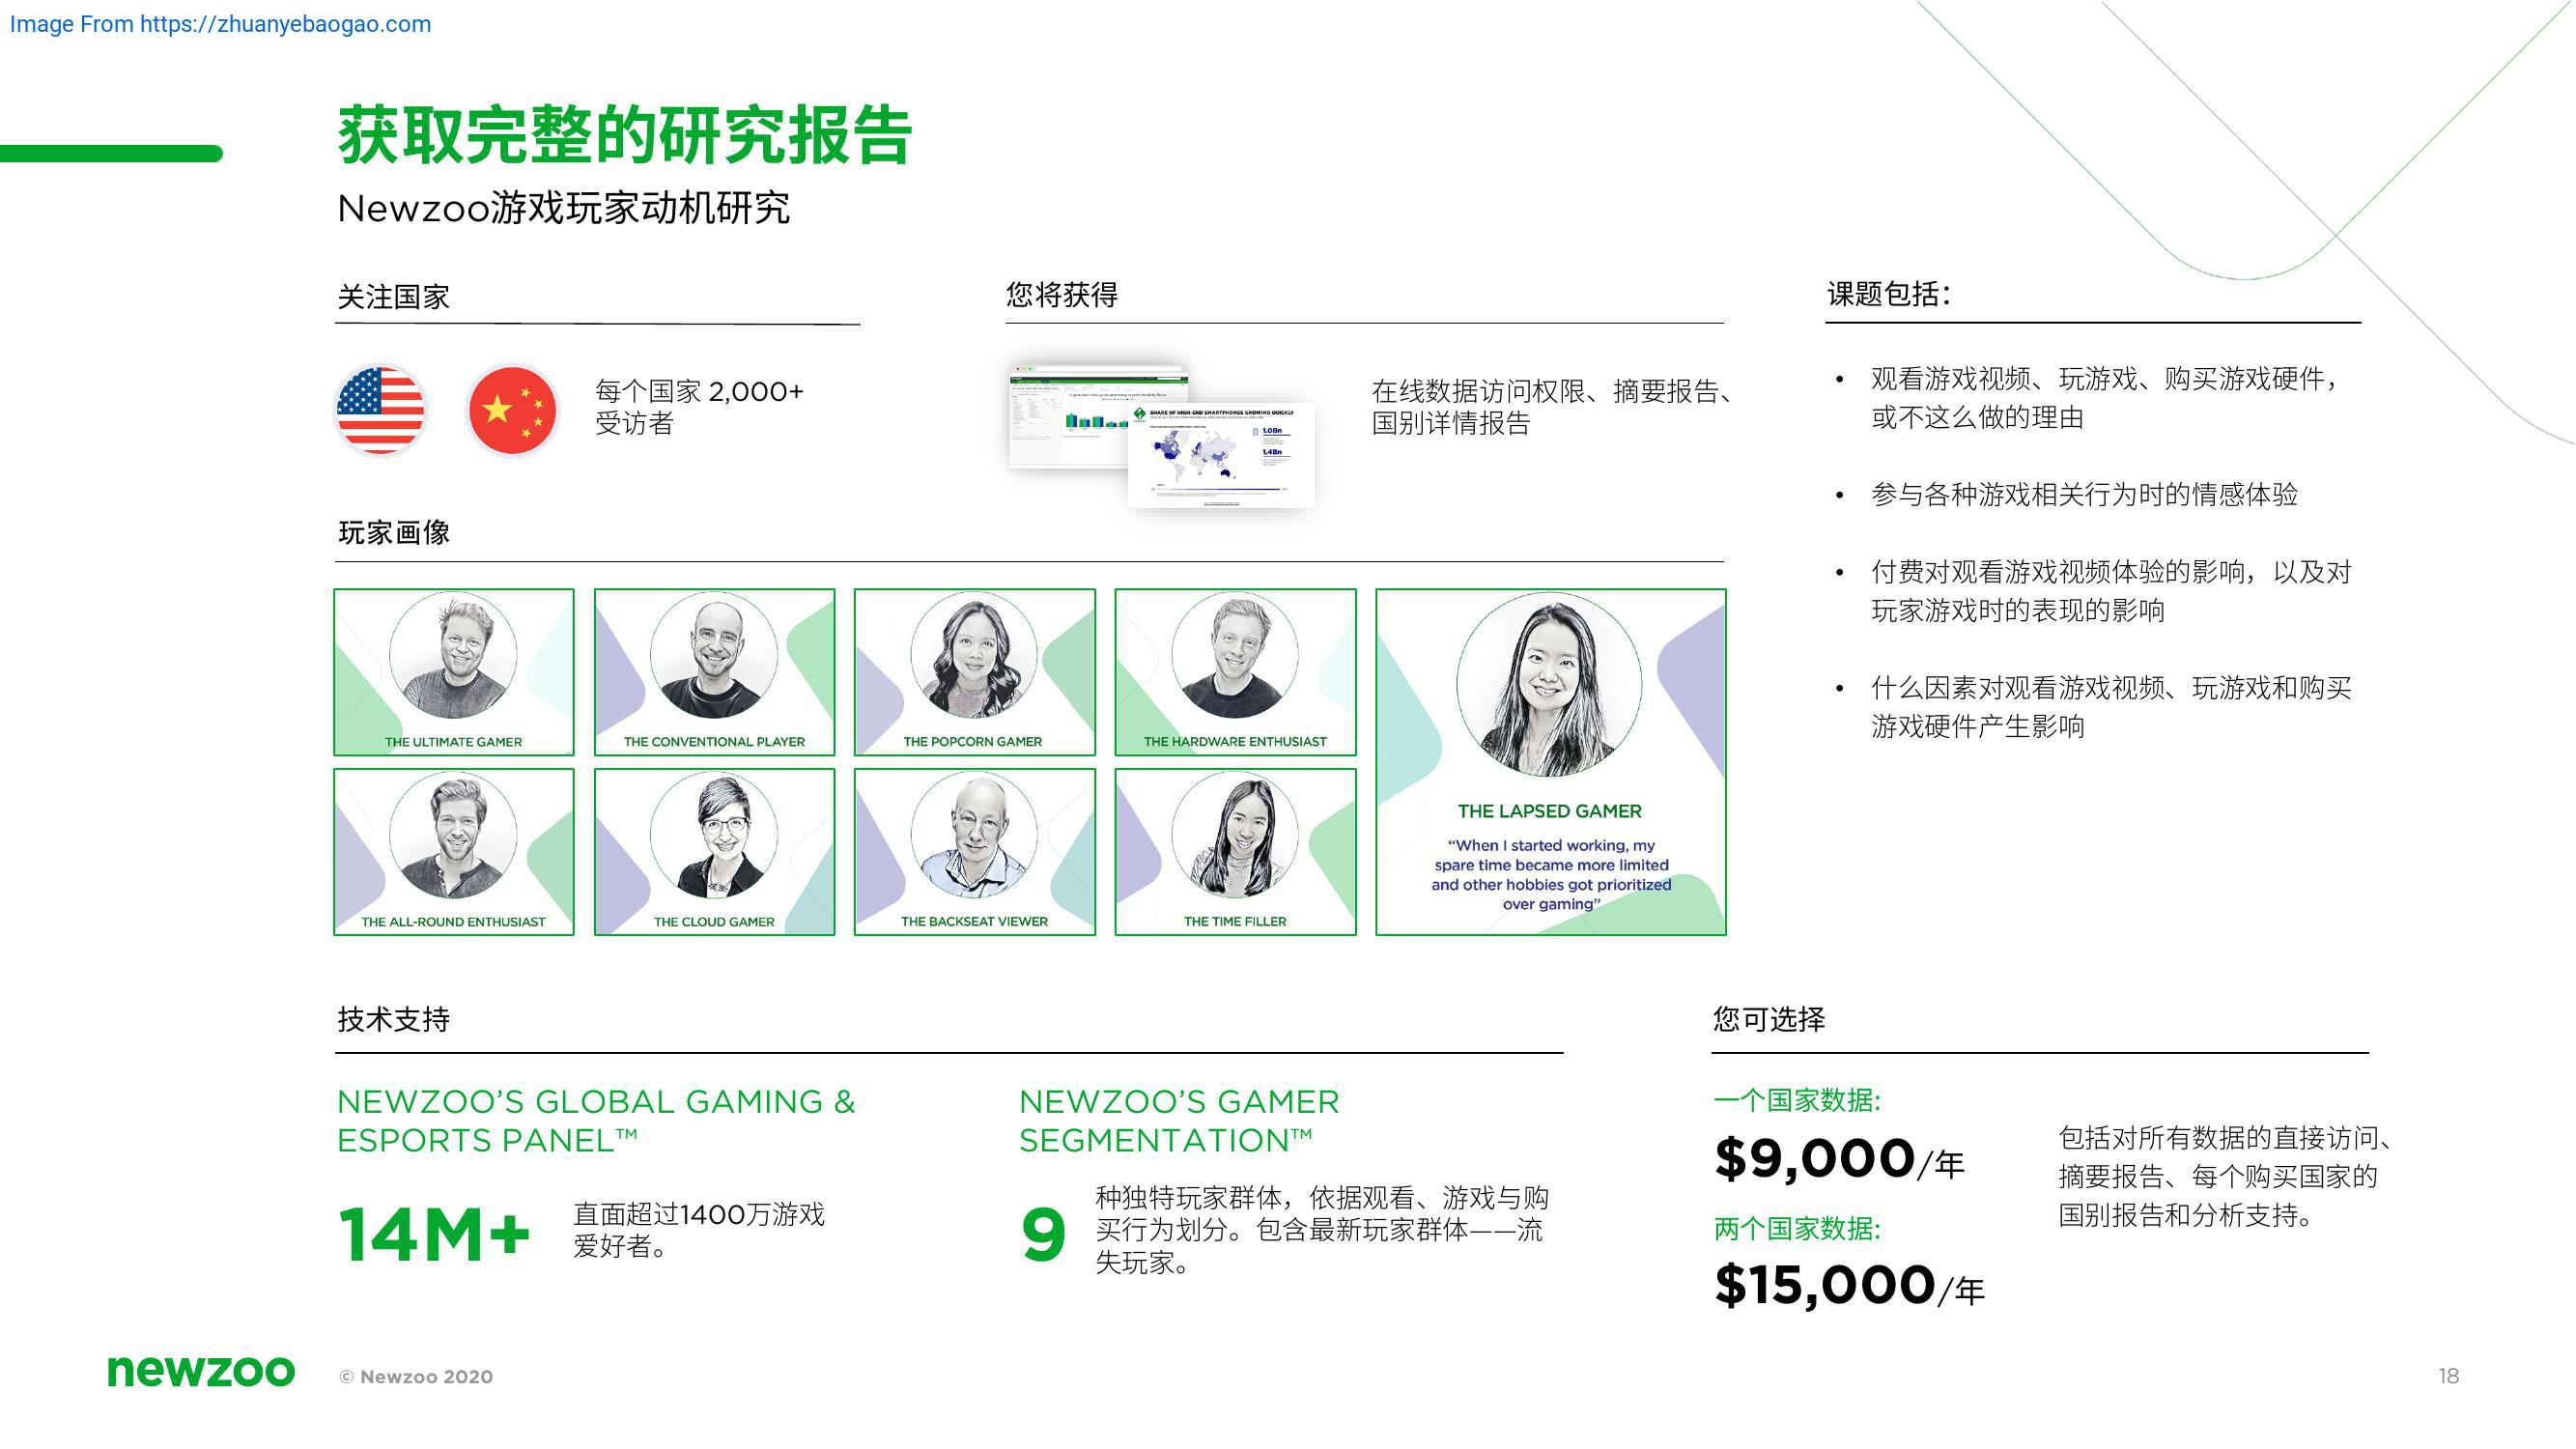 Image From https://zhuanyebaogao.com
获取完整的研究报告
Newzoo游戏玩家动机研究
关注国家
每个国家 2,000+
受访者
您将获得
SHARE OF HIGH-END SMARTPHONES GROWING QUICKLY
1.0Bn
1.4Bn
在线数据访问权限、摘要报告、
国别详情报告
课题包括：
• 观看游戏视频、玩游戏、购买游戏硬件，
或不这么做的理由
• 参与各种游戏相关行为时的情感体验
• 付费对观看游戏视频体验的影响，以及对
玩家游戏时的表现的影响
• 什么因素对观看游戏视频、玩游戏和购买
游戏硬件产生影响
玩家画像
THE ULTIMATE GAMER
THE CONVENTIONAL PLAYER
THE POPCORN GAMER
THE HARDWARE ENTHUSIAST
THE ALL-ROUND ENTHUSIAST
THE CLOUD GAMER
THE BACKSEAT VIEWER
THE TIME FILLER
THE LAPSED GAMER
“When I started working, my
spare time became more limited
and other hobbies got prioritized
over gaming”
技术支持
NEWZOO’S GLOBAL GAMING &
ESPORTS PANEL™
14M+
直面超过1400万游戏
爱好者。
NEWZOO’S GAMER
SEGMENTATION™
9
种独特玩家群体，依据观看、游戏与购
买行为划分。包含最新玩家群体——流
失玩家。
您可选择
一个国家数据:
$9,000/年
两个国家数据:
$15,000/年
包括对所有数据的直接访问、
摘要报告、每个购买国家的
国别报告和分析支持。
newzoo
© Newzoo 2020
18